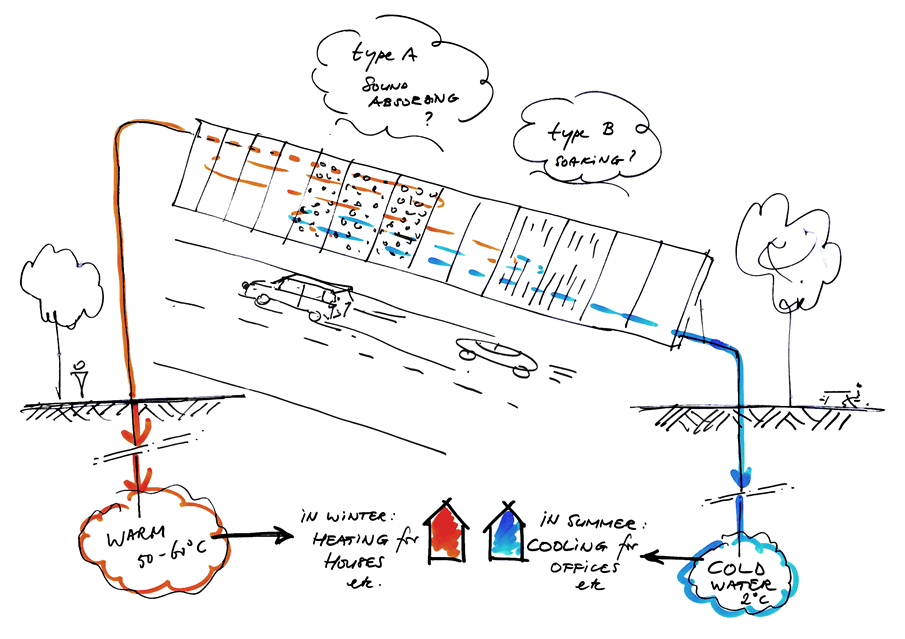 type A
SOUND
ABSORBING
?
type B
SOAKING?
WARM
50-60°C
IN WINTER:
HEATING for
HOUSES
etc.
IN SUMMER:
COOLING for
OFFICES
etc
COLD
WATER
2°C